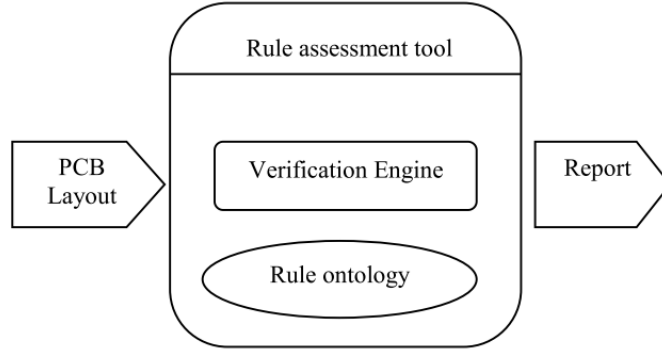 Rule assessment tool
PCB
Layout
Verification Engine
Report
Rule ontology